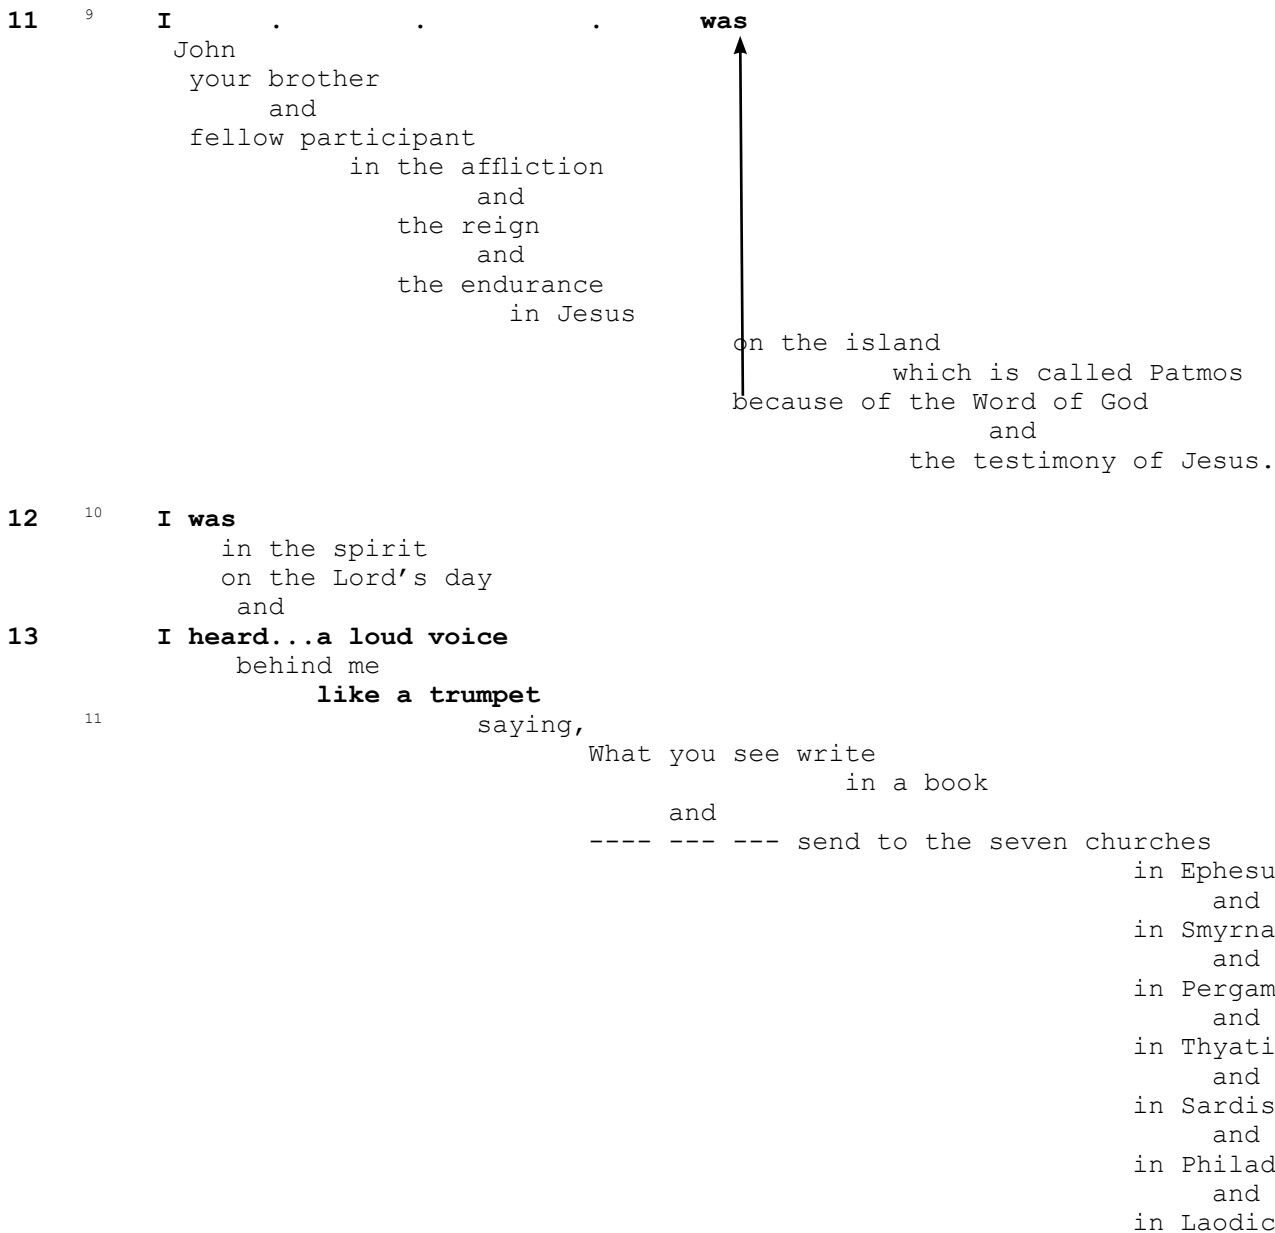 11 9 I . . . was
John
your brother
and
fellow participant
in the affliction
and
the reign
and
the endurance
in Jesus
on the island
which is called Patmos
because of the Word of God
and
the testimony of Jesus.
12 10 I was
in the spirit
on the Lord’s day
and
13 I heard...a loud voice
behind me
like a trumpet
11 saying,
What you see write
in a book
and
---- --- --- send to the seven churches
in Ephesu
and
in Smyrna
and
in Pergam
and
in Thyati
and
in Sardis
and
in Philad
and
in Laodic